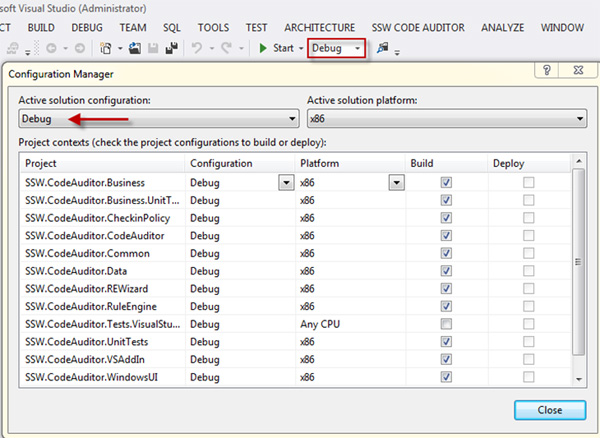 soft Visual Studio (Administrator)
CT BUILD DEBUG TEAM SQL TOOLS TEST ARCHITECTURE SSW CODE AUDITOR ANALYZE WINDOW
Start Debug
Configuration Manager
Active solution configuration: Active solution platform:
Debug x86
Project contexts (check the project configurations to build or deploy):
Project Configuration Platform Build Deploy
SSW.CodeAuditor.Business Debug x86
SSW.CodeAuditor.Business.UnitT... Debug x86
SSW.CodeAuditor.CheckinPolicy Debug x86
SSW.CodeAuditor.CodeAuditor Debug x86
SSW.CodeAuditor.Common Debug x86
SSW.CodeAuditor.Data Debug x86
SSW.CodeAuditor.REWizard Debug x86
SSW.CodeAuditor.RuleEngine Debug x86
SSW.CodeAuditor.Tests.VisualStu... Debug Any CPU
SSW.CodeAuditor.UnitTests Debug x86
SSW.CodeAuditor.VSAddIn Debug x86
SSW.CodeAuditor.WindowsUI Debug x86
Close